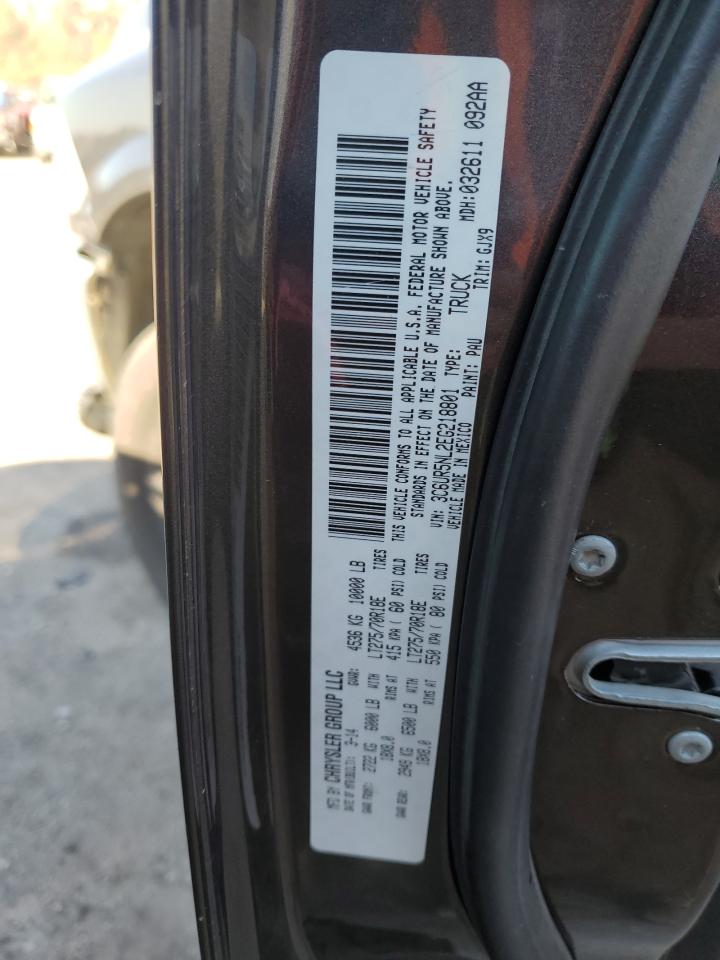 MFD BY CHRYSLER GROUP LLC
DATE OF MFR(BUILT): 3-14 GVWR: 4536 KG 10000 LB
GAWR FRONT: 2722 KG 6000 LB WITH LT275/70R18E TIRES
18X8.0 RIMS AT 415 KPA ( 60 PSI) COLD
GAWR REAR: 2948 KG 6500 LB WITH LT275/70R18E TIRES
18X8.0 RIMS AT 550 KPA ( 80 PSI) COLD
THIS VEHICLE CONFORMS TO ALL APPLICABLE U.S.A. FEDERAL MOTOR VEHICLE SAFETY
STANDARDS IN EFFECT ON THE DATE OF MANUFACTURE SHOWN ABOVE.
VIN: 3C6UR5NL2EG218801 TYPE: TRUCK MDH:032611 092AA
VEHICLE MADE IN MEXICO PAINT: PAU TRIM: GJX9